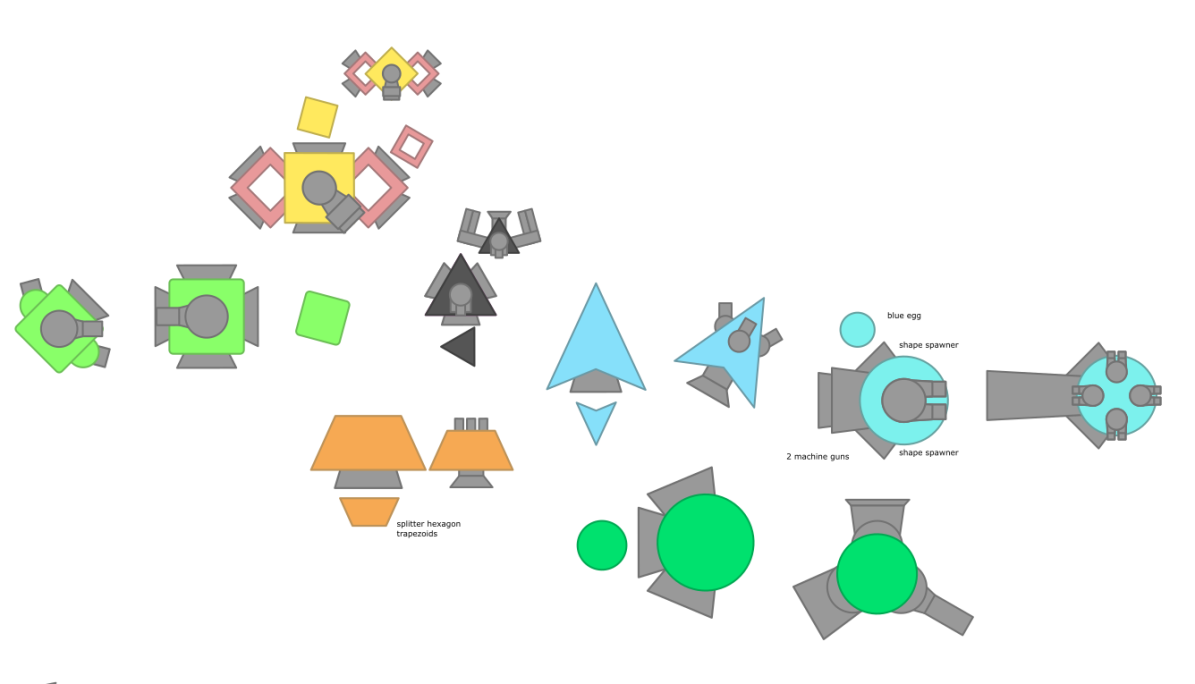 blue egg
shape spawner
shape spawner
2 machine guns
splitter hexagon
trapezoids